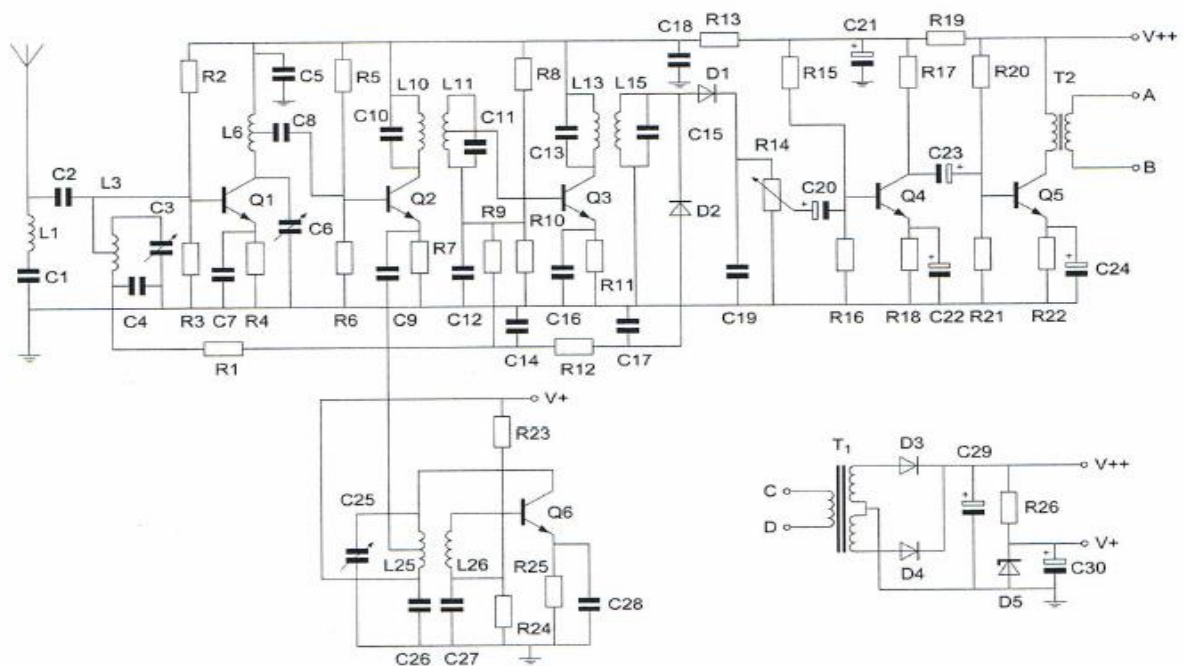 C18 R13 C21 R19 V++
R2 C5 R5 L10 L11 R8 L13 L15 D1 R15 R17 R20 T2
A
L6 C8 C10 C11 C13 C15 R14 C23
C2 L3 Q1 Q2 Q3 C20 Q4 Q5 B
C3 C6 R9 R10 D2
L1 R7
C1 R11 C24
C4 R3 C7 R4 R6 C9 C12 C16 C19 R16 R18 C22 R21 R22
R1 C14 R12 C17
V+
R23
T1 D3 C29 V++
C25 Q6 C R26
D
L25 L26 R25 D4 V+
C30
R24 C28 D5
C26 C27